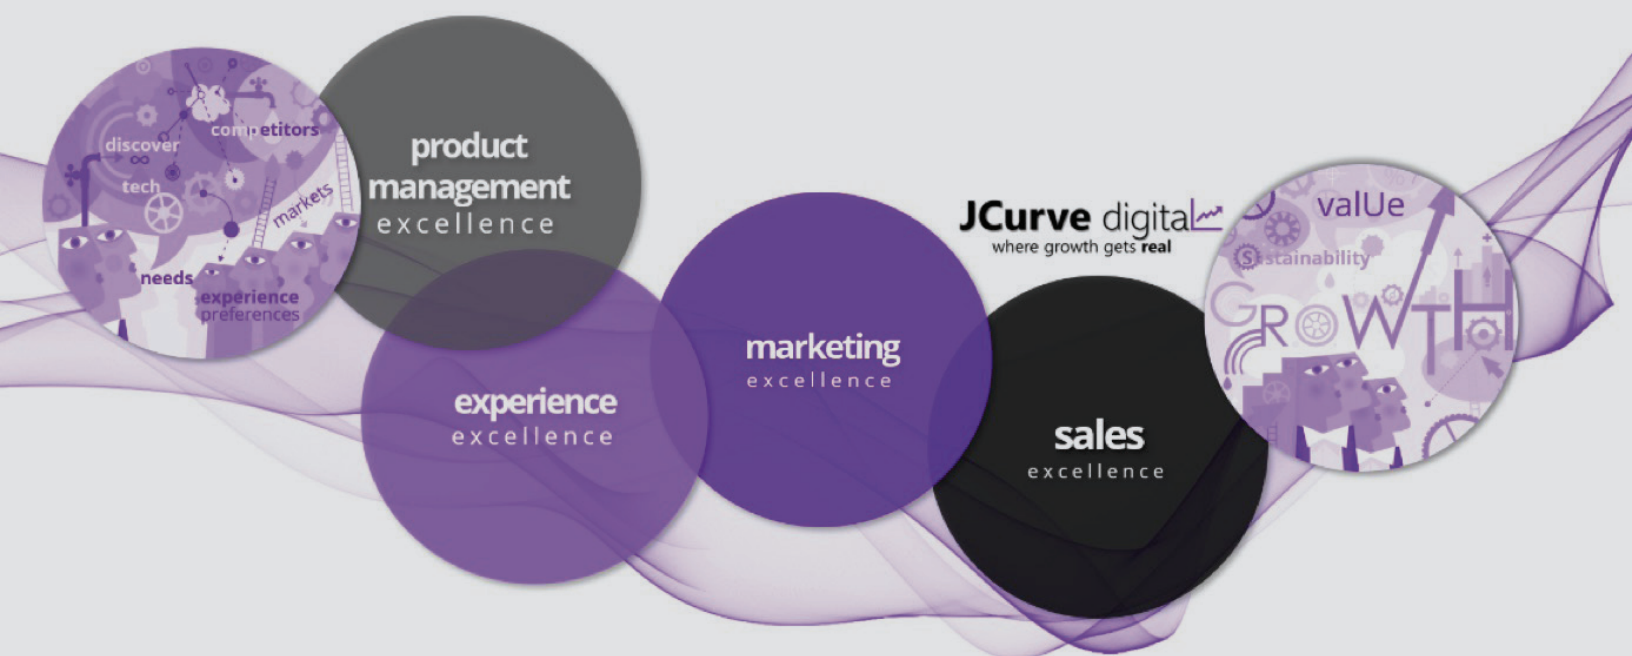 competitors
discover
tech
markets
needs
experience
preferences
product
management
excellence
experience
excellence
marketing
excellence
JCurve digital
where growth gets real
sales
excellence
valUe
Sustainability
GROWTH